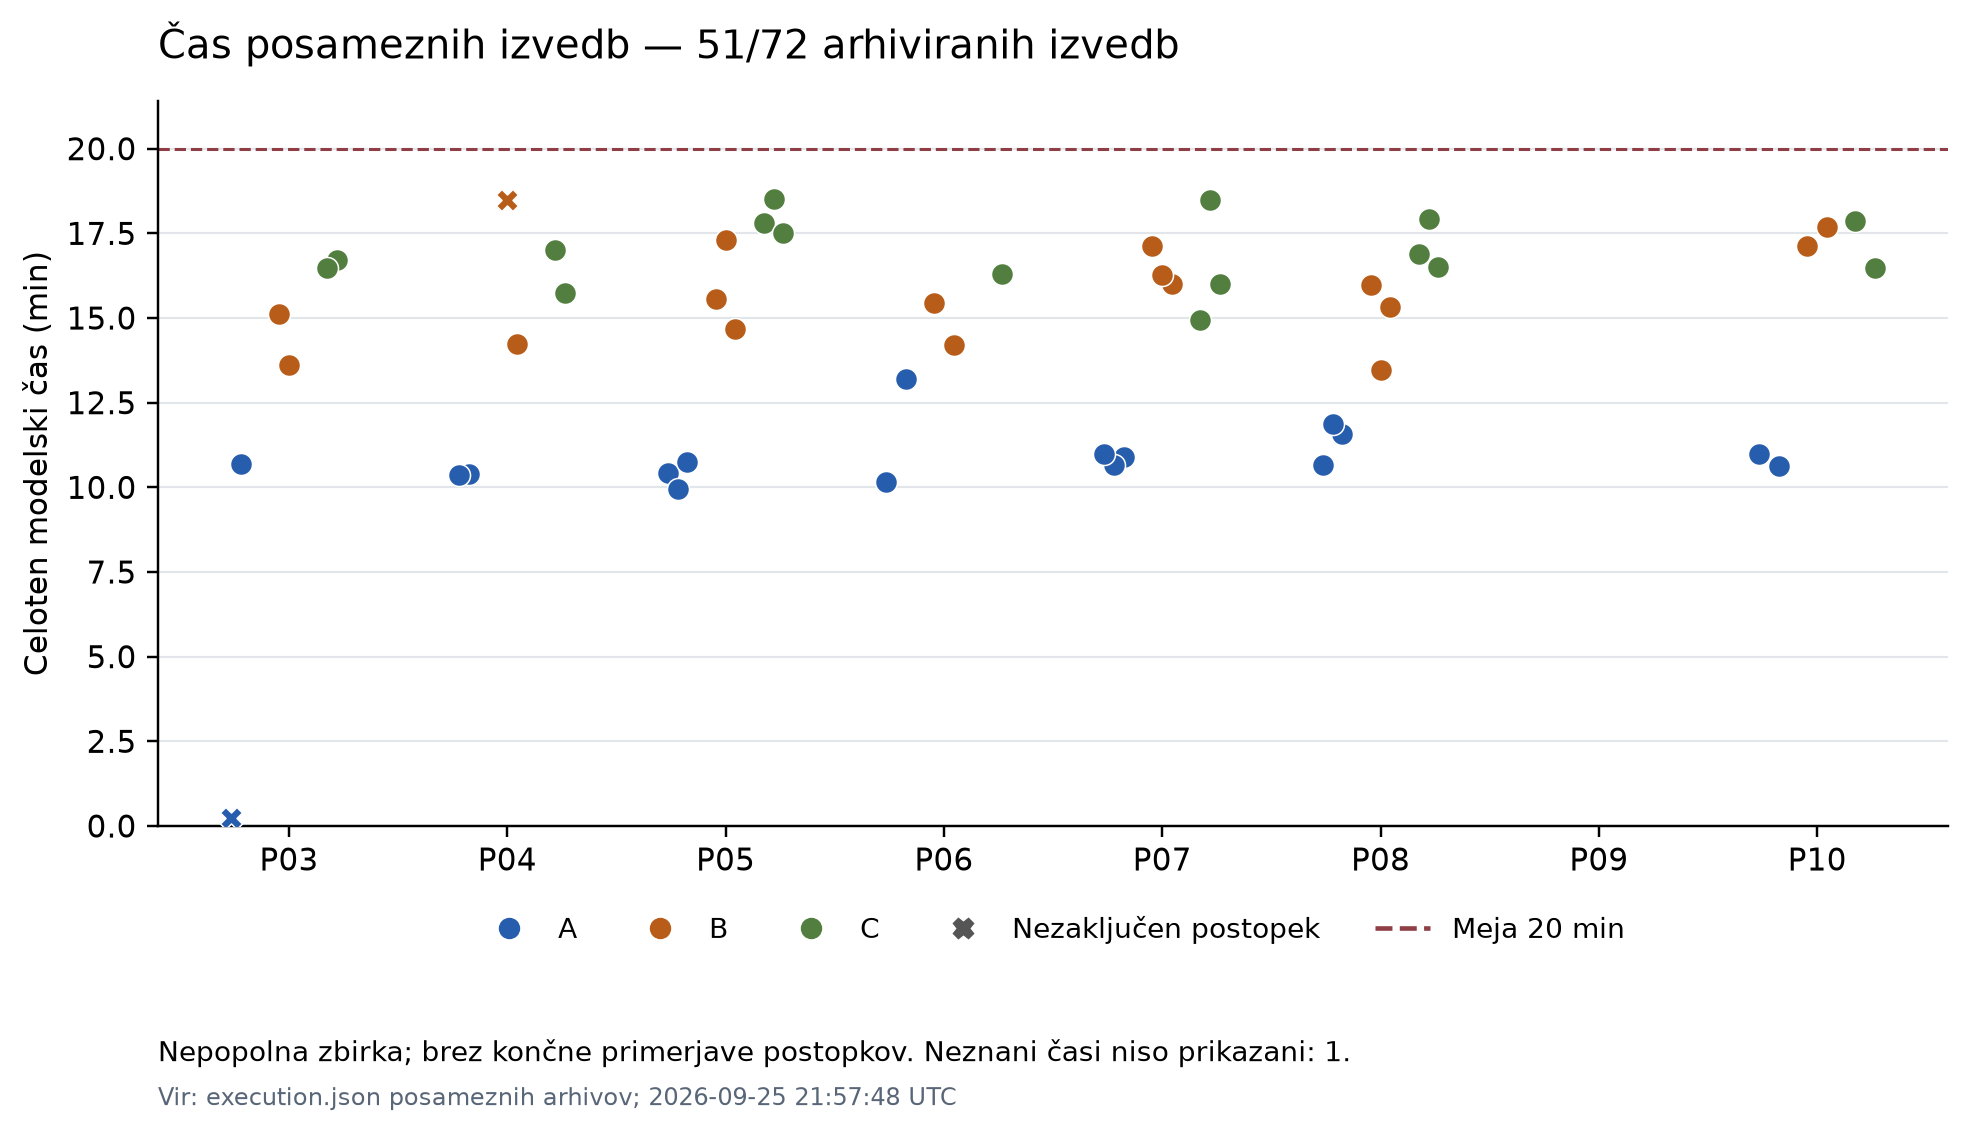 Čas posameznih izvedb — 51/72 arhiviranih izvedb
Celoten modelski čas (min)
20.0
17.5
15.0
12.5
10.0
7.5
5.0
2.5
0.0
P03 P04 P05 P06 P07 P08 P09 P10
A B C Nezaključen postopek Meja 20 min
Nepopolna zbirka; brez končne primerjave postopkov. Neznani časi niso prikazani: 1.
Vir: execution.json posameznih arhivov; 2026-09-25 21:57:48 UTC